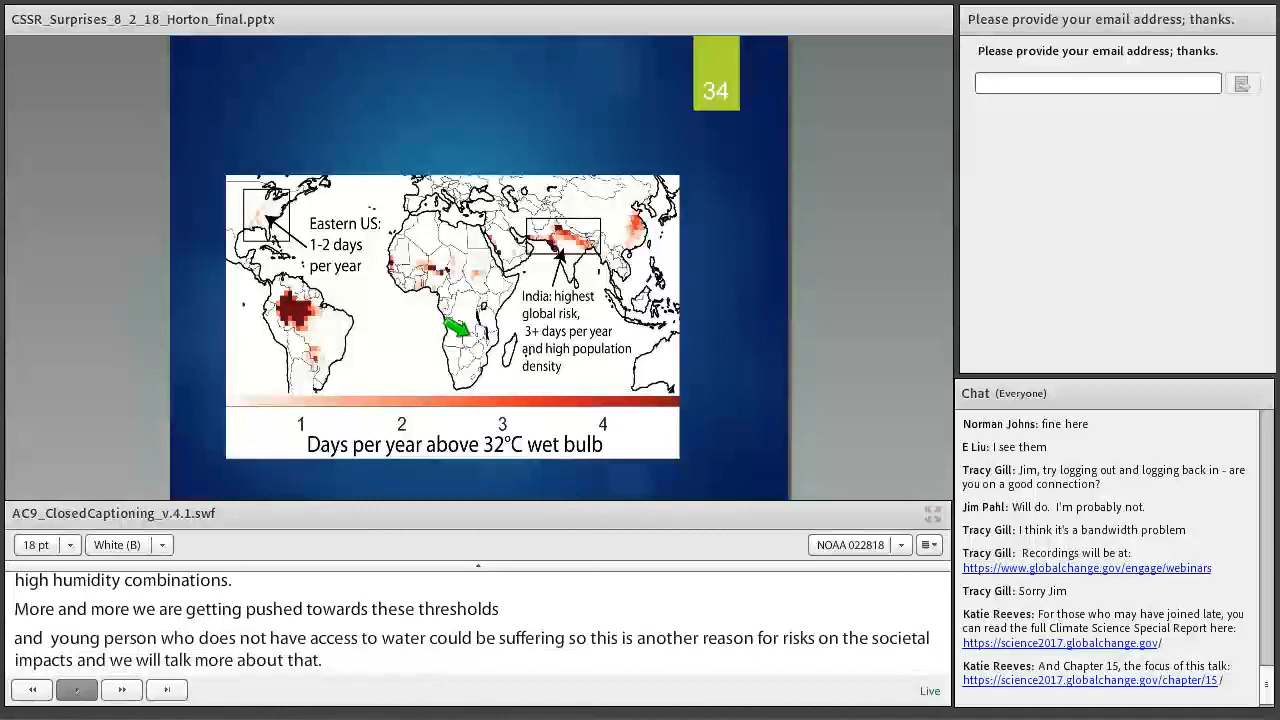 CSSR_Surprises_8_2_18_Horton_final.pptx
34
Eastern US:
1-2 days
per year
India: highest
global risk,
3+ days per year
and high population
density
1 2 3 4
Days per year above 32°C wet bulb
AC9_ClosedCaptioning_v.4.1.swf
18 pt White (B) NOAA 022818
high humidity combinations.
More and more we are getting pushed towards these thresholds
and young person who does not have access to water could be suffering so this is another reason for risks on the societal
impacts and we will talk more about that.
Live
Please provide your email address; thanks.
Please provide your email address; thanks.
Chat (Everyone)
Norman Johns: fine here
E Liu: I see them
Tracy Gill: Jim, try logging out and logging back in - are
you on a good connection?
Jim Pahl: Will do. I'm probably not.
Tracy Gill: I think it's a bandwidth problem
Tracy Gill: Recordings will be at:
https://www.globalchange.gov/engage/webinars
Tracy Gill: Sorry Jim
Katie Reeves: For those who may have joined late, you
can read the full Climate Science Special Report here:
https://science2017.globalchange.gov/
Katie Reeves: And Chapter 15, the focus of this talk:
https://science2017.globalchange.gov/chapter/15/